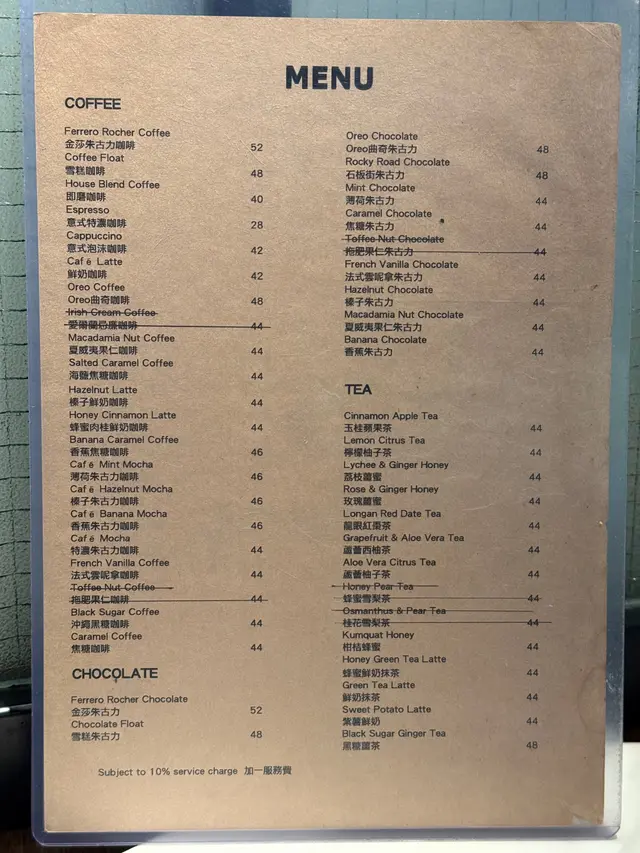 MENU
COFFEE
Ferrero Rocher Coffee
金莎朱古力咖啡 52
Coffee Float
雪糕咖啡 48
House Blend Coffee
即磨咖啡 40
Espresso
意式特濃咖啡 28
Cappuccino
意式泡沫咖啡 42
Café Latte
鮮奶咖啡 42
Oreo Coffee
Oreo曲奇咖啡 48
Irish Cream Coffee
愛爾蘭忌廉咖啡 44
Macadamia Nut Coffee
夏威夷果仁咖啡 44
Salted Caramel Coffee
海鹽焦糖咖啡 44
Hazelnut Latte
榛子鮮奶咖啡 44
Honey Cinnamon Latte
蜂蜜肉桂鮮奶咖啡 44
Banana Caramel Coffee
香蕉焦糖咖啡 46
Café Mint Mocha
薄荷朱古力咖啡 46
Café Hazelnut Mocha
榛子朱古力咖啡 46
Café Banana Mocha
香蕉朱古力咖啡 46
Café Mocha
特濃朱古力咖啡 44
French Vanilla Coffee
法式雲呢拿咖啡 44
Toffee Nut Coffee
拖肥果仁咖啡 44
Black Sugar Coffee
沖繩黑糖咖啡 44
Caramel Coffee
焦糖咖啡 44
CHOCOLATE
Ferrero Rocher Chocolate
金莎朱古力 52
Chocolate Float
雪糕朱古力 48
Oreo Chocolate
Oreo曲奇朱古力 48
Rocky Road Chocolate
石板街朱古力 48
Mint Chocolate
薄荷朱古力 44
Caramel Chocolate
焦糖朱古力 44
Toffee Nut Chocolate
拖肥果仁朱古力 44
French Vanilla Chocolate
法式雲呢拿朱古力 44
Hazelnut Chocolate
榛子朱古力 44
Macadamia Nut Chocolate
夏威夷果仁朱古力 44
Banana Chocolate
香蕉朱古力 44
TEA
Cinnamon Apple Tea
玉桂蘋果茶 44
Lemon Citrus Tea
檸檬柚子茶 44
Lychee & Ginger Honey
荔枝薑蜜 44
Rose & Ginger Honey
玫瑰薑蜜 44
Longan Red Date Tea
龍眼紅棗茶 44
Grapefruit & Aloe Vera Tea
蘆薈西柚茶 44
Aloe Vera Citrus Tea
蘆薈柚子茶 44
Honey Pear Tea
蜂蜜雪梨茶 44
Osmanthus & Pear Tea
桂花雪梨茶 44
Kumquat Honey
柑桔蜂蜜 44
Honey Green Tea Latte
蜂蜜鮮奶抹茶 44
Green Tea Latte
鮮奶抹茶 44
Sweet Potato Latte
紫薯鮮奶 44
Black Sugar Ginger Tea
黑糖薑茶 48
Subject to 10% service charge 加一服務費